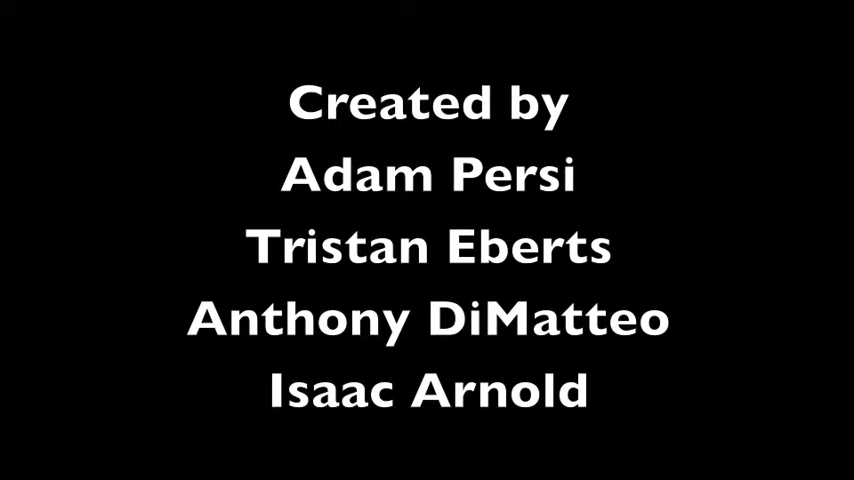 Created by
Adam Persi
Tristan Eberts
Anthony DiMatteo
Isaac Arnold